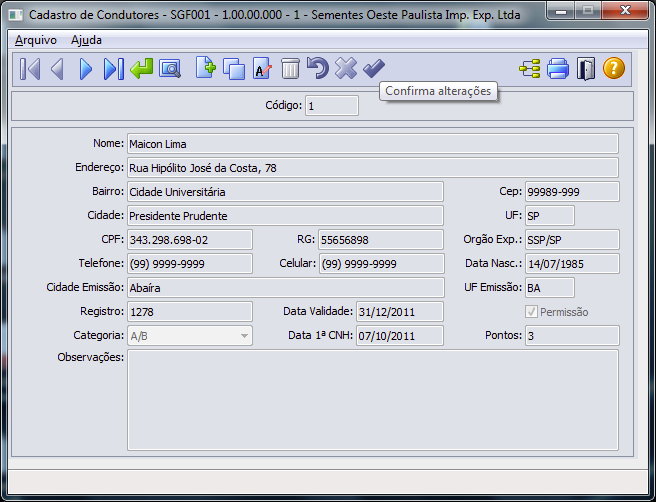 Cadastro de Condutores - SGF001 - 1.00.00.000 - 1 - Sementes Oeste Paulista Imp. Exp. Ltda
Arquivo Ajuda
Confirma alterações
Código: 1
Nome: Maicon Lima
Endereço: Rua Hipólito José da Costa, 78
Bairro: Cidade Universitária Cep: 99989-999
Cidade: Presidente Prudente UF: SP
CPF: 343.298.698-02 RG: 55656898 Orgão Exp.: SSP/SP
Telefone: (99) 9999-9999 Celular: (99) 9999-9999 Data Nasc.: 14/07/1985
Cidade Emissão: Abaíra UF Emissão: BA
Registro: 1278 Data Validade: 31/12/2011 Permissão
Categoria: A/B Data 1ª CNH: 07/10/2011 Pontos: 3
Observações: